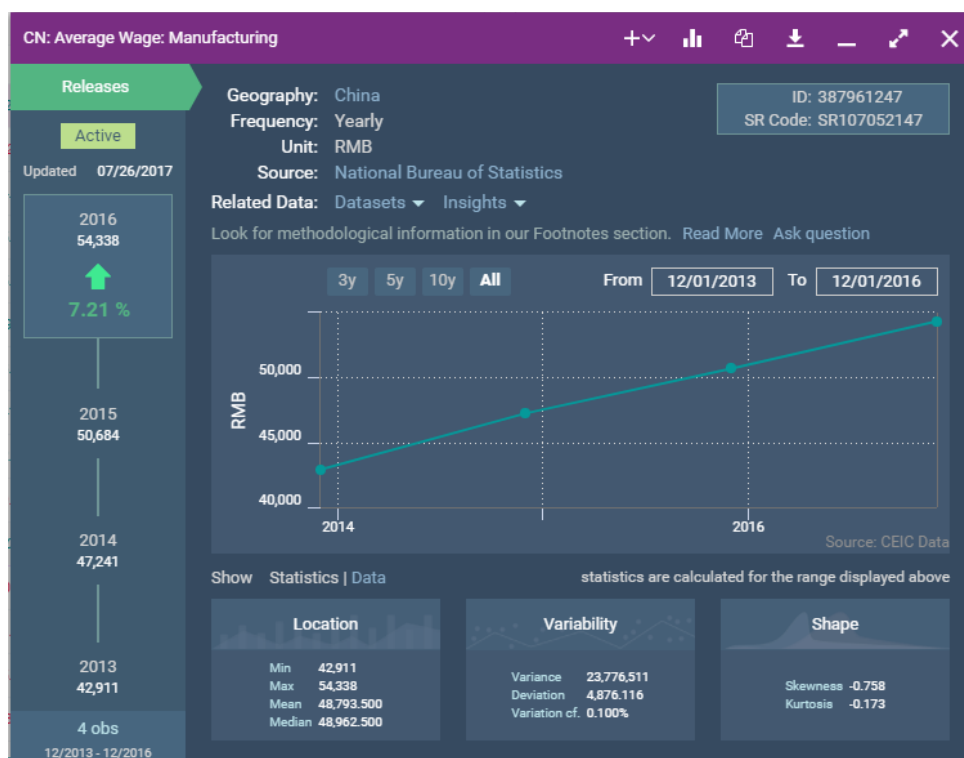 CN: Average Wage: Manufacturing
Releases
Active
Updated 07/26/2017
2016
54,338
7.21 %
2015
50,684
2014
47,241
2013
42,911
4 obs
12/2013 - 12/2016
Geography: China
Frequency: Yearly
Unit: RMB
Source: National Bureau of Statistics
Related Data: Datasets Insights
ID: 387961247
SR Code: SR107052147
Look for methodological information in our Footnotes section. Read More Ask question
3y 5y 10y All From 12/01/2013 To 12/01/2016
RMB
50,000
45,000
40,000
2014 2016
Source: CEIC Data
Show Statistics | Data statistics are calculated for the range displayed above
Location
Min 42,911
Max 54,338
Mean 48,793.500
Median 48,962.500
Variability
Variance 23,776,511
Deviation 4,876.116
Variation cf. 0.100%
Shape
Skewness -0.758
Kurtosis -0.173